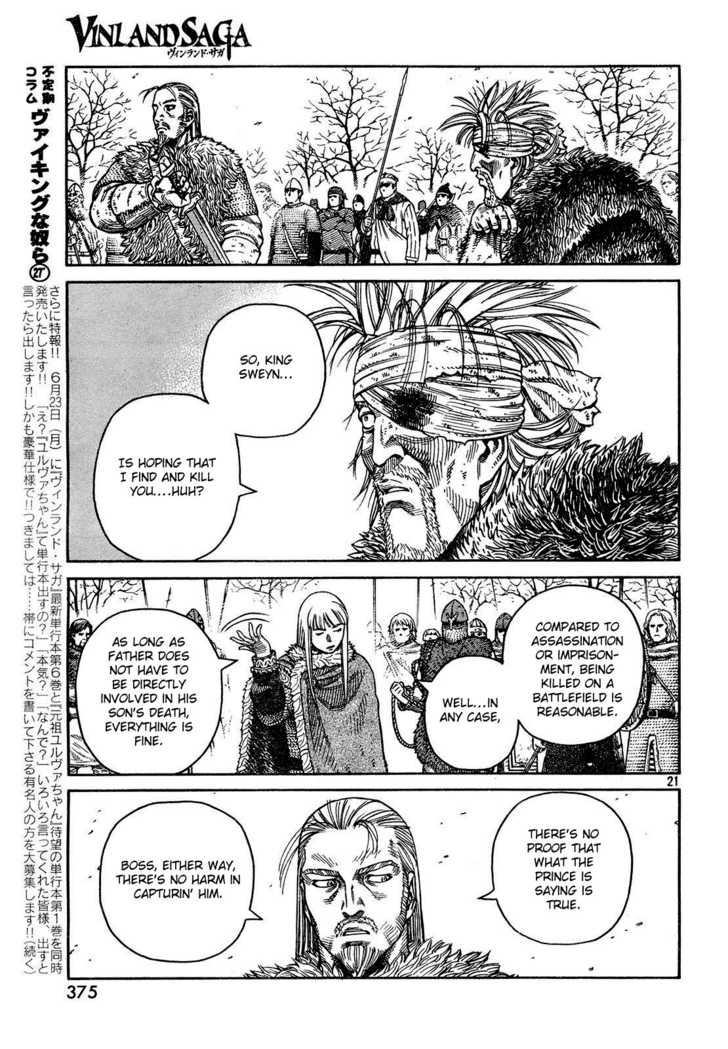 VINLAND SAGA
ヴィンランド・サガ
不定期
コラム
ヴァイキングな奴ら㉗
さらに特報!! 6月23日(月)に『ヴィンランド・サガ』最新単行本第6巻と『元祖ユルヴァちゃん』待望の単行本第1巻を同時
発売いたします!! 「え?『ユルヴァちゃん』て単行本出すの?」「本気?」「なんで?」いろいろ言ってくれた皆様、出すと
言ったら出します!!しかも豪華仕様で!!つきましては……帯にコメントを書いて下さる有名人の方を大募集します!!(続く)
SO, KING
SWEYN...
IS HOPING THAT
I FIND AND KILL
YOU....HUH?
COMPARED TO
ASSASSINATION
OR IMPRISON-
MENT, BEING
KILLED ON A
BATTLEFIELD IS
REASONABLE.
WELL...IN
ANY CASE,
AS LONG AS
FATHER DOES
NOT HAVE TO
BE DIRECTLY
INVOLVED IN HIS
SON'S DEATH,
EVERYTHING IS
FINE.
21
THERE'S NO
PROOF THAT
WHAT THE
PRINCE IS
SAYING IS
TRUE.
BOSS, EITHER WAY,
THERE'S NO HARM IN
CAPTURIN' HIM.
375